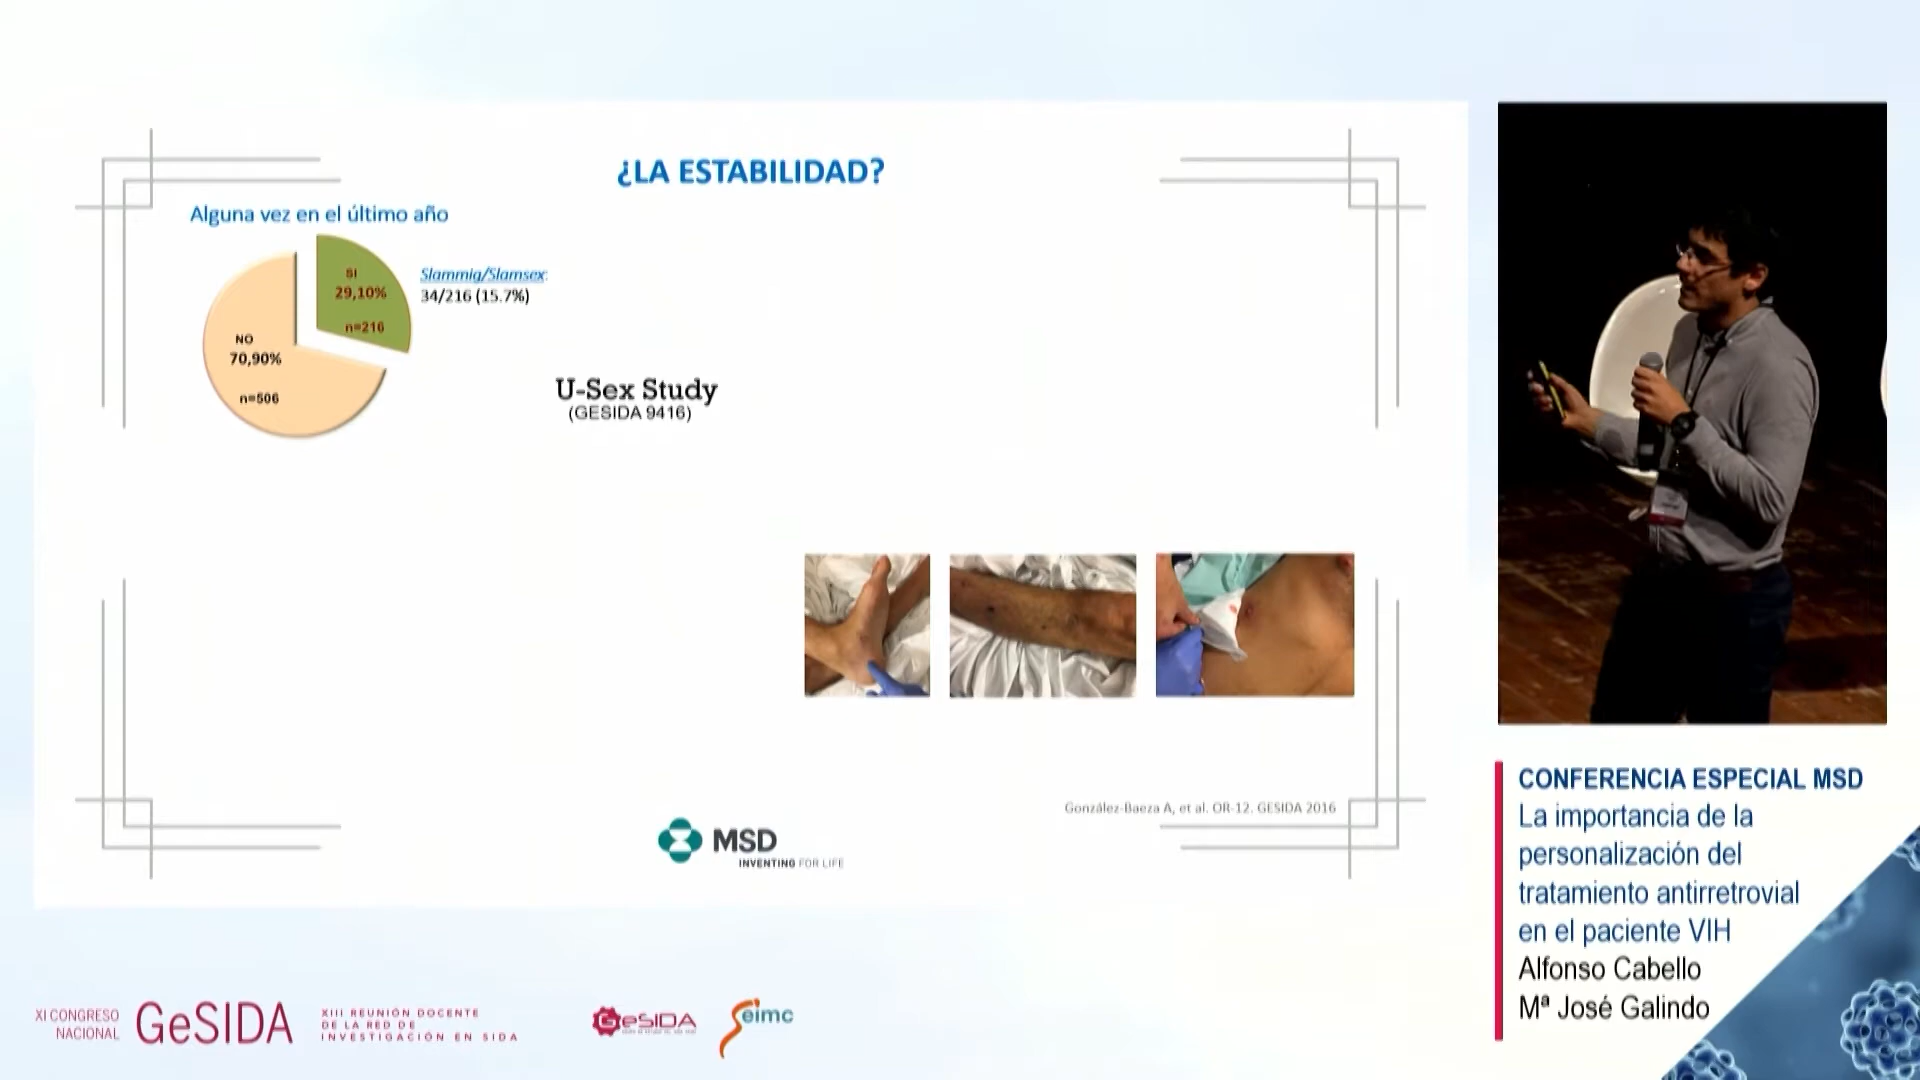 ¿LA ESTABILIDAD?
Alguna vez en el último año
SI
29,10%
n=216
NO
70,90%
n=506
Slammig/Slamsex:
34/216 (15.7%)
U-Sex Study
(GESIDA 9416)
González-Baeza A, et al. OR-12. GESIDA 2016
MSD
INVENTING FOR LIFE
CONFERENCIA ESPECIAL MSD
La importancia de la
personalización del
tratamiento antirretrovial
en el paciente VIH
Alfonso Cabello
Mª José Galindo
XI CONGRESO
NACIONAL
GeSIDA
XIII REUNIÓN DOCENTE
DE LA RED DE
INVESTIGACIÓN EN SIDA
GeSIDA
seimc